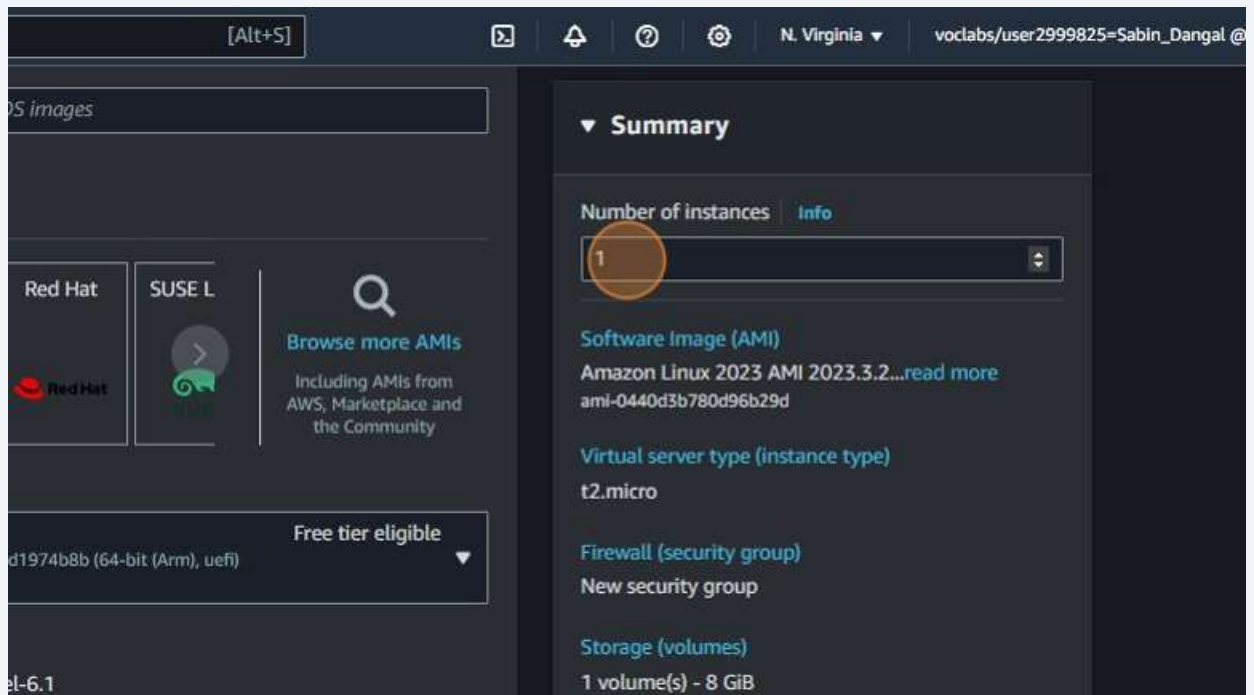 [Alt+S]
N. Virginia ▼
voclabs/user2999825=Sabin_Dangal @
OS images
▼ Summary
Number of instances
Info
1
Red Hat
SUSE L
Red Hat
Browse more AMIs
Including AMIs from
AWS, Marketplace and
the Community
Software Image (AMI)
Amazon Linux 2023 AMI 2023.3.2...read more
ami-0440d3b780d96b29d
Virtual server type (instance type)
t2.micro
Free tier eligible
d1974b8b (64-bit (Arm), uefi)
Firewall (security group)
New security group
Storage (volumes)
1 volume(s) - 8 GiB
el-6.1